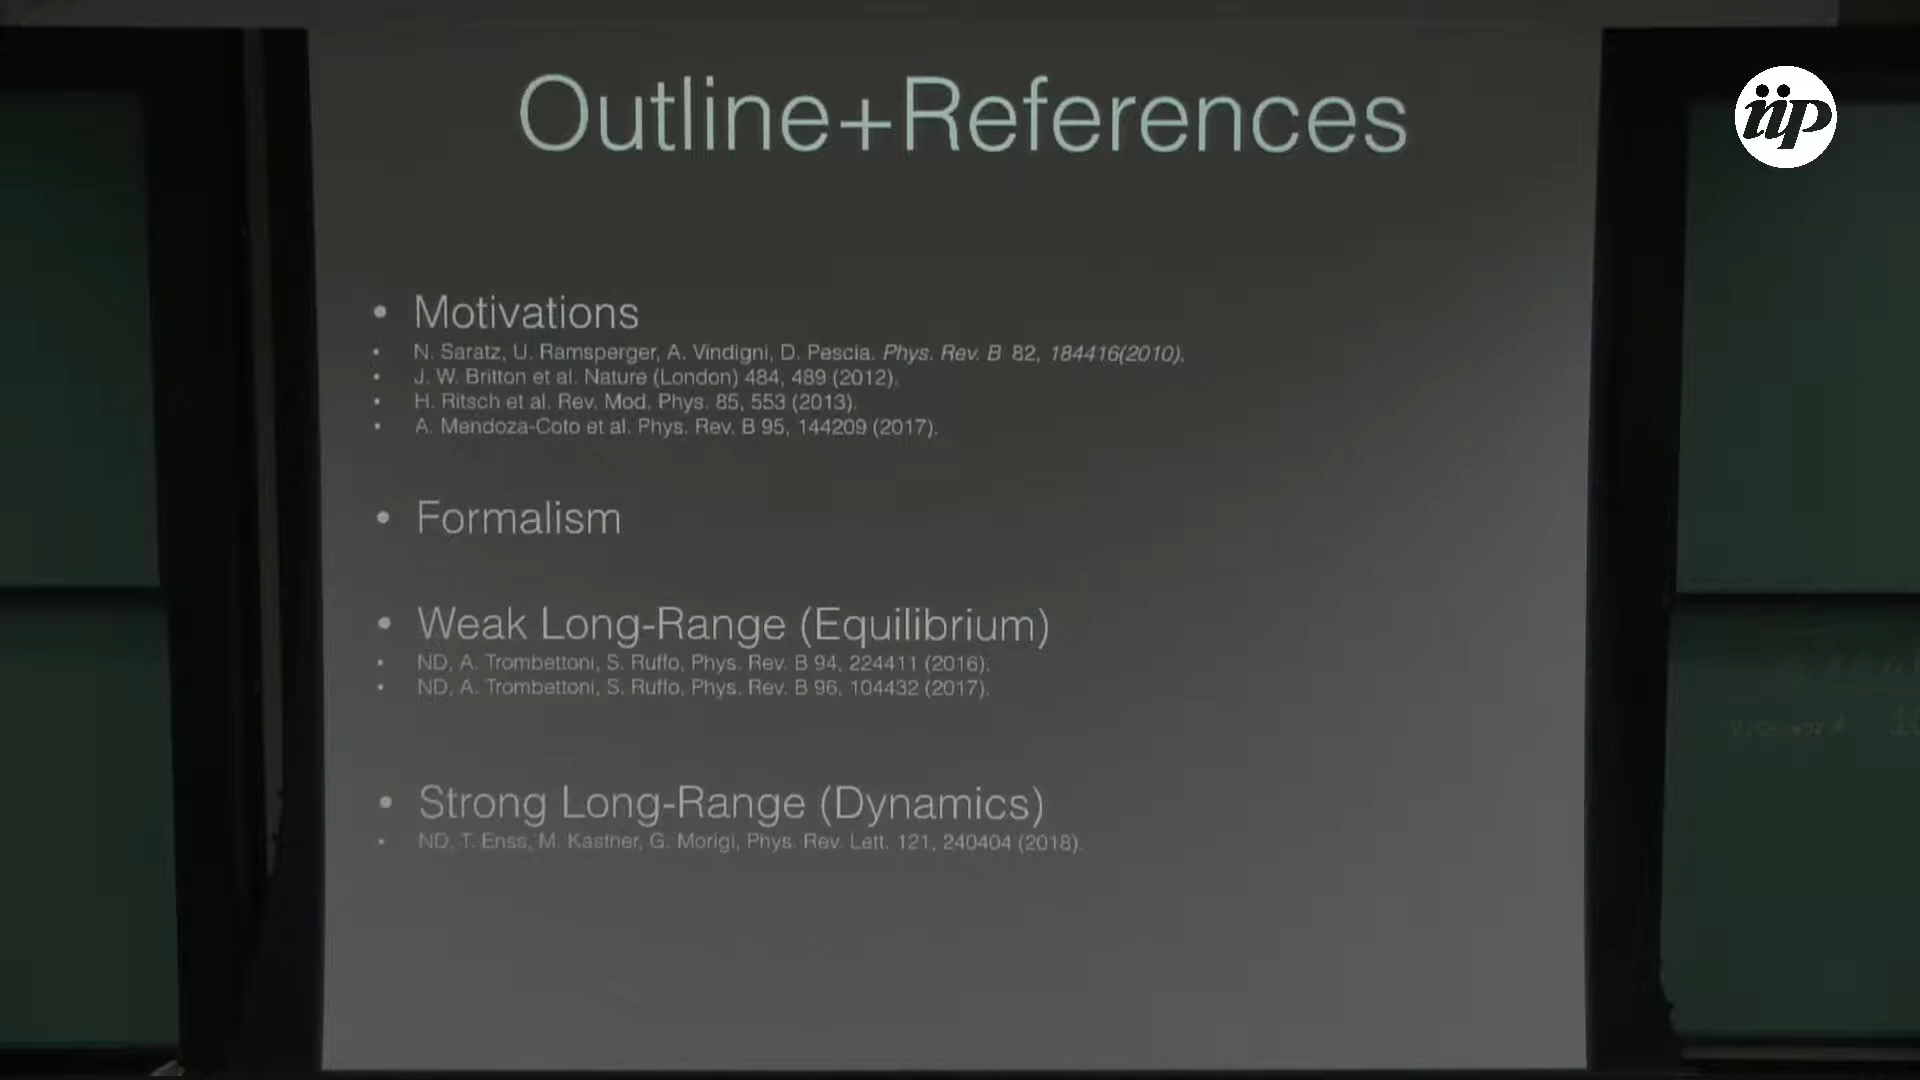 Outline+References
iip
• Motivations
• N. Saratz, U. Ramsperger, A. Vindigni, D. Pescia. Phys. Rev. B 82, 184416(2010).
• J. W. Britton et al. Nature (London) 484, 489 (2012).
• H. Ritsch et al. Rev. Mod. Phys. 85, 553 (2013).
• A. Mendoza-Coto et al. Phys. Rev. B 95, 144209 (2017).
• Formalism
• Weak Long-Range (Equilibrium)
• ND, A. Trombettoni, S. Ruffo, Phys. Rev. B 94, 224411 (2016).
• ND, A. Trombettoni, S. Ruffo, Phys. Rev. B 96, 104432 (2017).
• Strong Long-Range (Dynamics)
• ND, T. Enss, M. Kastner, G. Morigi, Phys. Rev. Lett. 121, 240404 (2018).